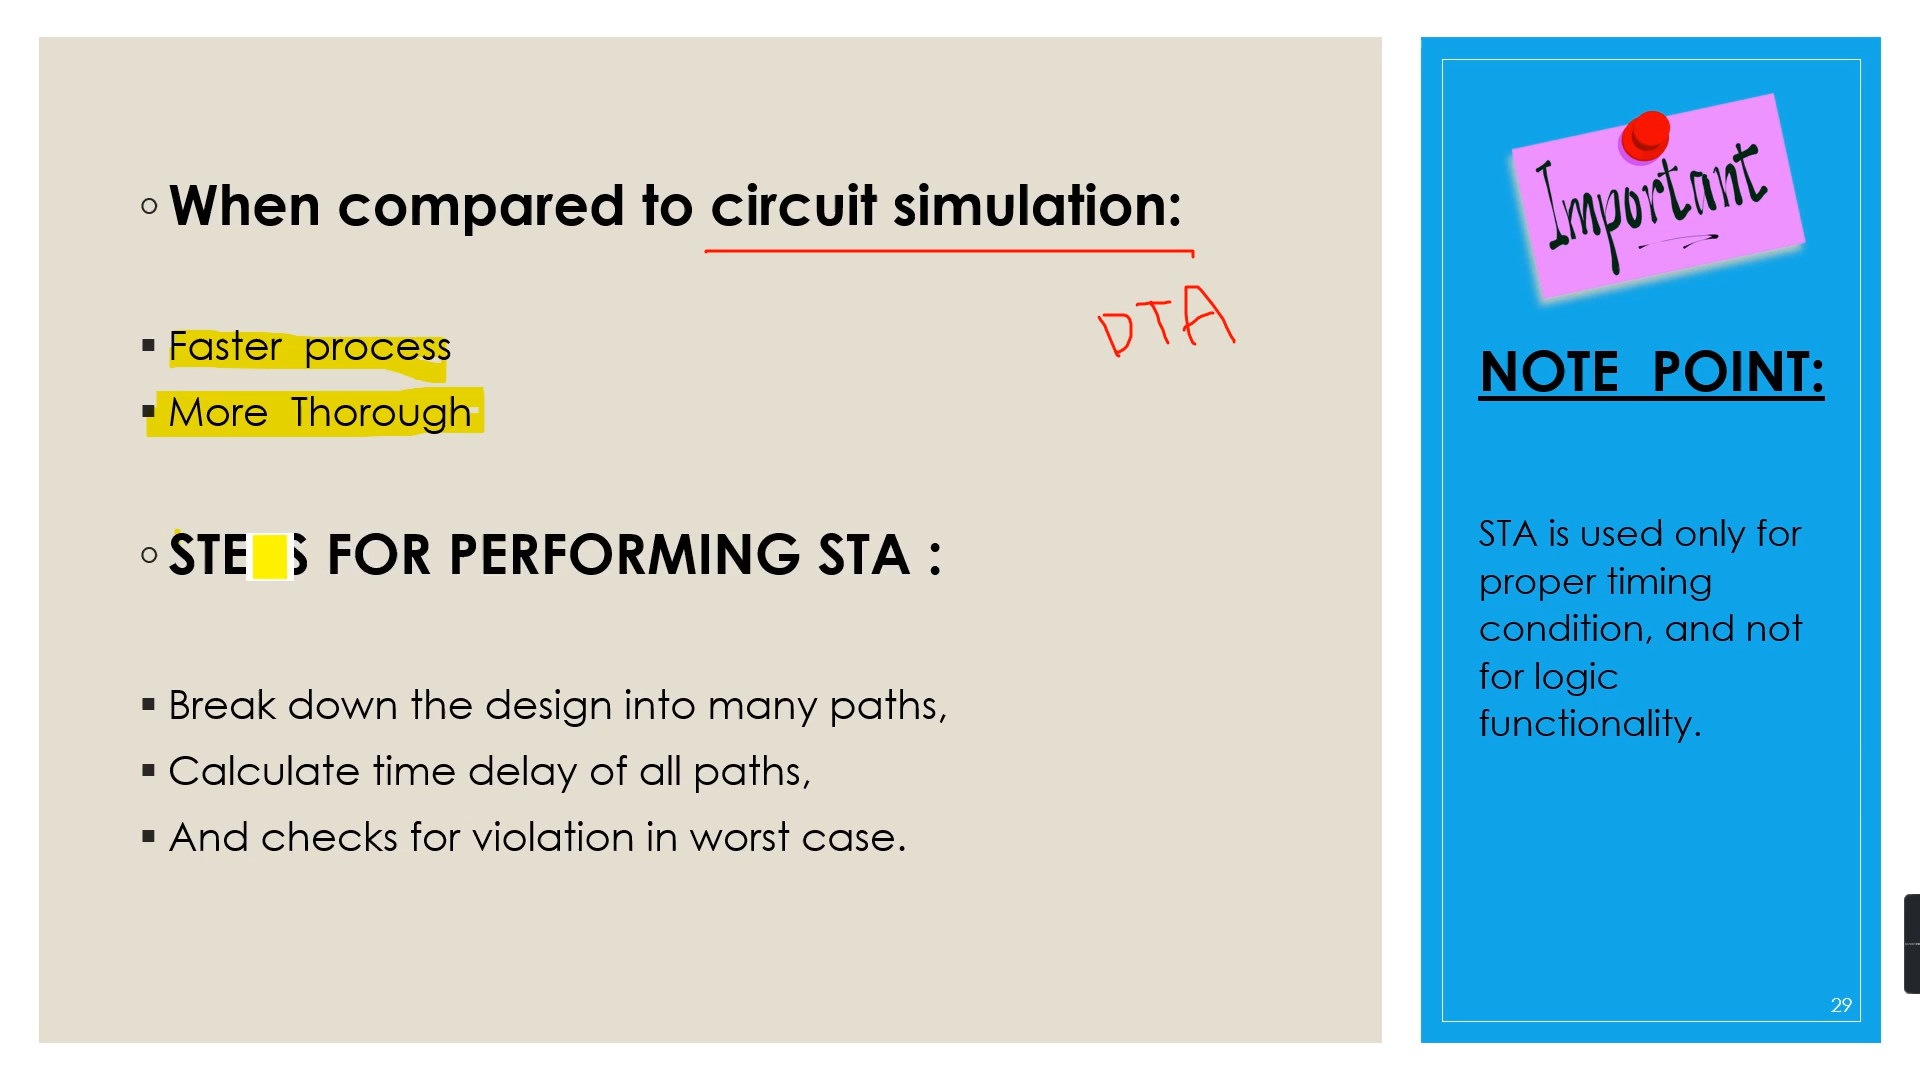 When compared to circuit simulation:
DTA
Faster process
More Thorough
STEPS FOR PERFORMING STA :
Break down the design into many paths,
Calculate time delay of all paths,
And checks for violation in worst case.
Important
NOTE POINT:
STA is used only for
proper timing
condition, and not
for logic
functionality.
29